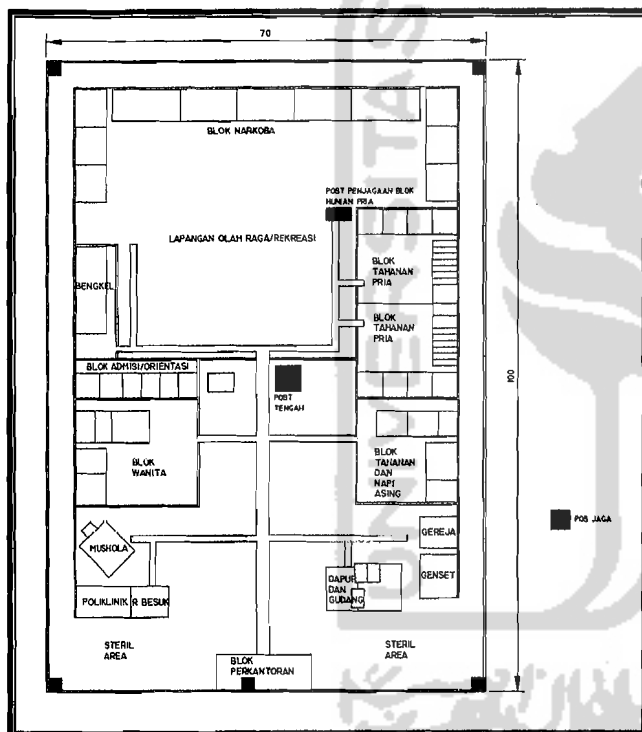 70
BLOK NARKOBA
POST PENJAGAAN BLOK
HUNIAN PRIA
LAPANGAN OLAH RAGA/REKREASI
BLOK
TAHANAN
PRIA
BENGKEL
BLOK
TAHANAN
PRIA
BLOK ADMISI/ORIENTASI
100
POST
TENGAH
BLOK
WANITA
BLOK
TAHANAN
DAN
NAPI
ASING
POS JAGA
GEREJA
MUSHOLA
GENSET
DAPUR
DAN
GUDANG
POLIKLINIK
R BESUK
STERIL
AREA
STERIL
AREA
BLOK
PERKANTORAN
UNIVERSITAS